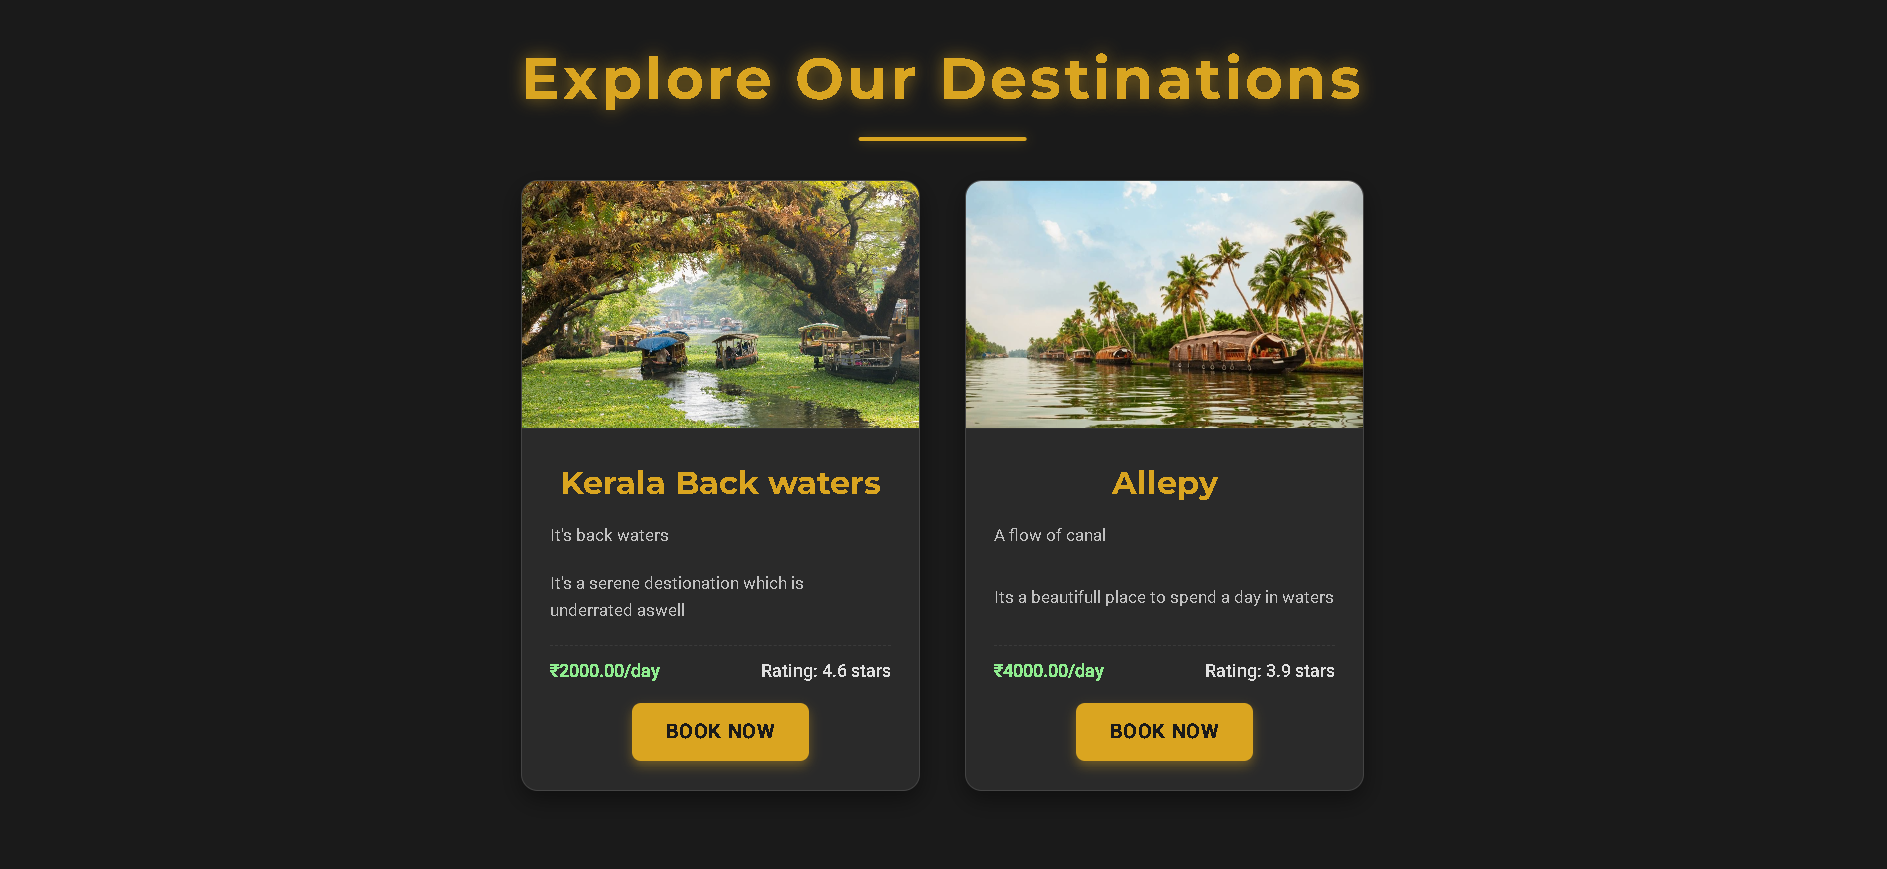 Explore Our Destinations
Kerala Back waters
It's back waters
It's a serene destionation which is
underrated aswell
₹2000.00/day
Rating: 4.6 stars
BOOK NOW
Allepy
A flow of canal
Its a beautifull place to spend a day in waters
₹4000.00/day
Rating: 3.9 stars
BOOK NOW